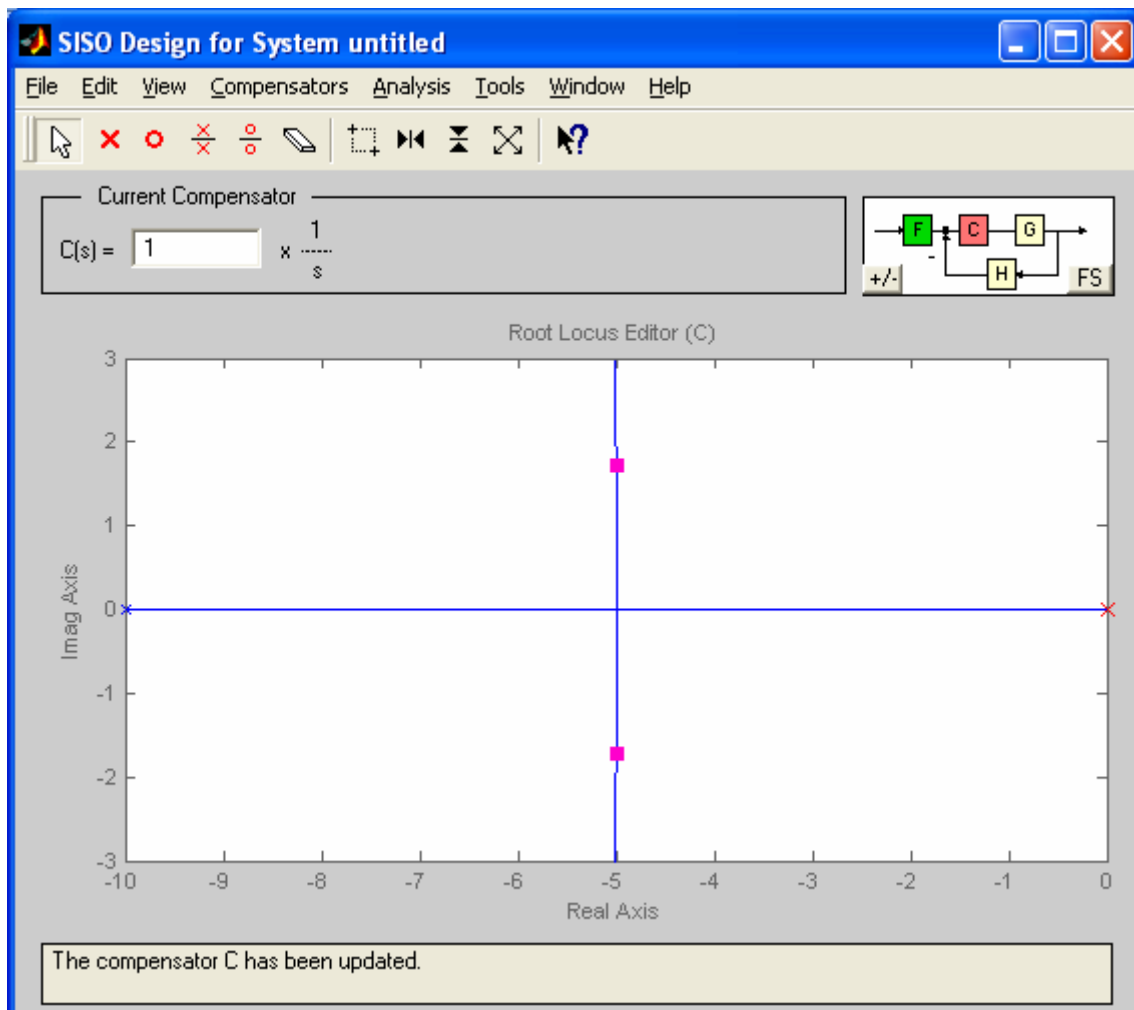 SISO Design for System untitled
File Edit View Compensators Analysis Tools Window Help
Current Compensator
C(s) = 1 x 1
s
F C G
-
+/- H FS
Root Locus Editor (C)
3
2
1
0
-1
-2
-3
Imag Axis
-10 -9 -8 -7 -6 -5 -4 -3 -2 -1 0
Real Axis
The compensator C has been updated.